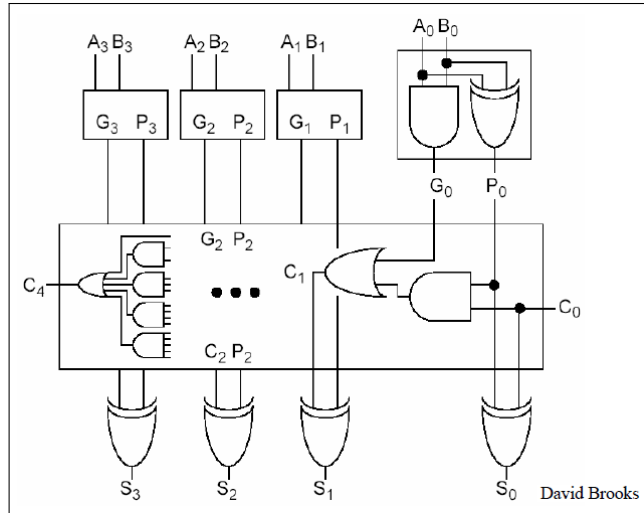 A3 B3 A2 B2 A1 B1 A0 B0
G3 P3 G2 P2 G1 P1
G0 P0
G2 P2
C1
C4
C0
C2 P2
S3 S2 S1 S0
David Brooks